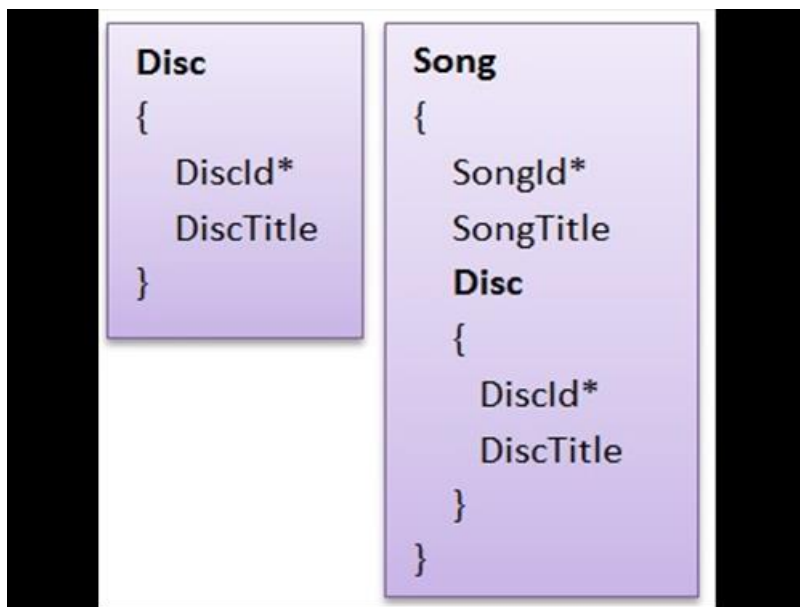 Disc
{
DiscId*
DiscTitle
}
Song
{
SongId*
SongTitle
Disc
{
DiscId*
DiscTitle
}
}